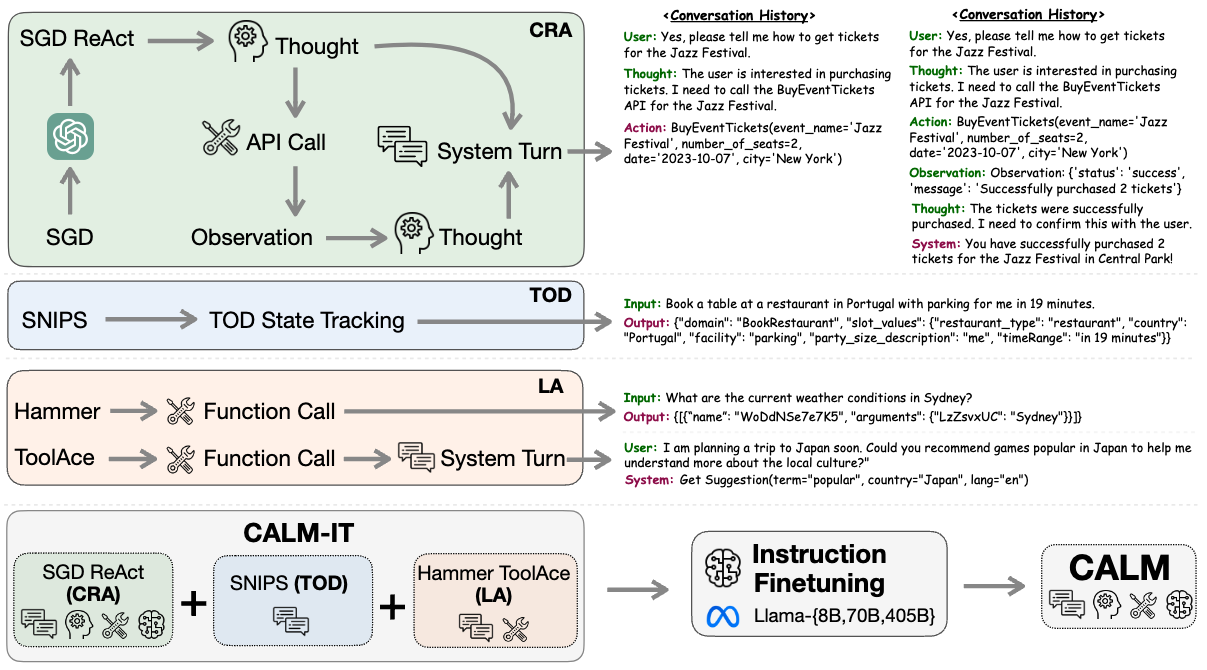 CRA
SGD ReAct
Thought
API Call
System Turn
SGD
Observation
Thought
<Conversation History>
User: Yes, please tell me how to get tickets
for the Jazz Festival.
Thought: The user is interested in purchasing
tickets. I need to call the BuyEventTickets
API for the Jazz Festival.
Action: BuyEventTickets(event_name='Jazz
Festival', number_of_seats=2,
date='2023-10-07', city='New York')
<Conversation History>
User: Yes, please tell me how to get tickets
for the Jazz Festival.
Thought: The user is interested in purchasing
tickets. I need to call the BuyEventTickets
API for the Jazz Festival.
Action: BuyEventTickets(event_name='Jazz
Festival', number_of_seats=2,
date='2023-10-07', city='New York')
Observation: Observation: {'status': 'success',
'message': 'Successfully purchased 2 tickets'}
Thought: The tickets were successfully
purchased. I need to confirm this with the user.
System: You have successfully purchased 2
tickets for the Jazz Festival in Central Park!
TOD
SNIPS
TOD State Tracking
Input: Book a table at a restaurant in Portugal with parking for me in 19 minutes.
Output: {"domain": "BookRestaurant", "slot_values": {"restaurant_type": "restaurant", "country":
"Portugal", "facility": "parking", "party_size_description": "me", "timeRange": "in 19 minutes"}}
LA
Hammer
Function Call
Input: What are the current weather conditions in Sydney?
Output: {[{"name": "WoDdNSe7e7K5", "arguments": {"LzZsvxUC": "Sydney"}}]}
ToolAce
Function Call
System Turn
User: I am planning a trip to Japan soon. Could you recommend games popular in Japan to help me
understand more about the local culture?"
System: Get Suggestion(term="popular", country="Japan", lang="en")
CALM-IT
SGD ReAct
(CRA)
+
SNIPS (TOD)
+
Hammer ToolAce
(LA)
Instruction
Finetuning
Llama-{8B,70B,405B}
CALM